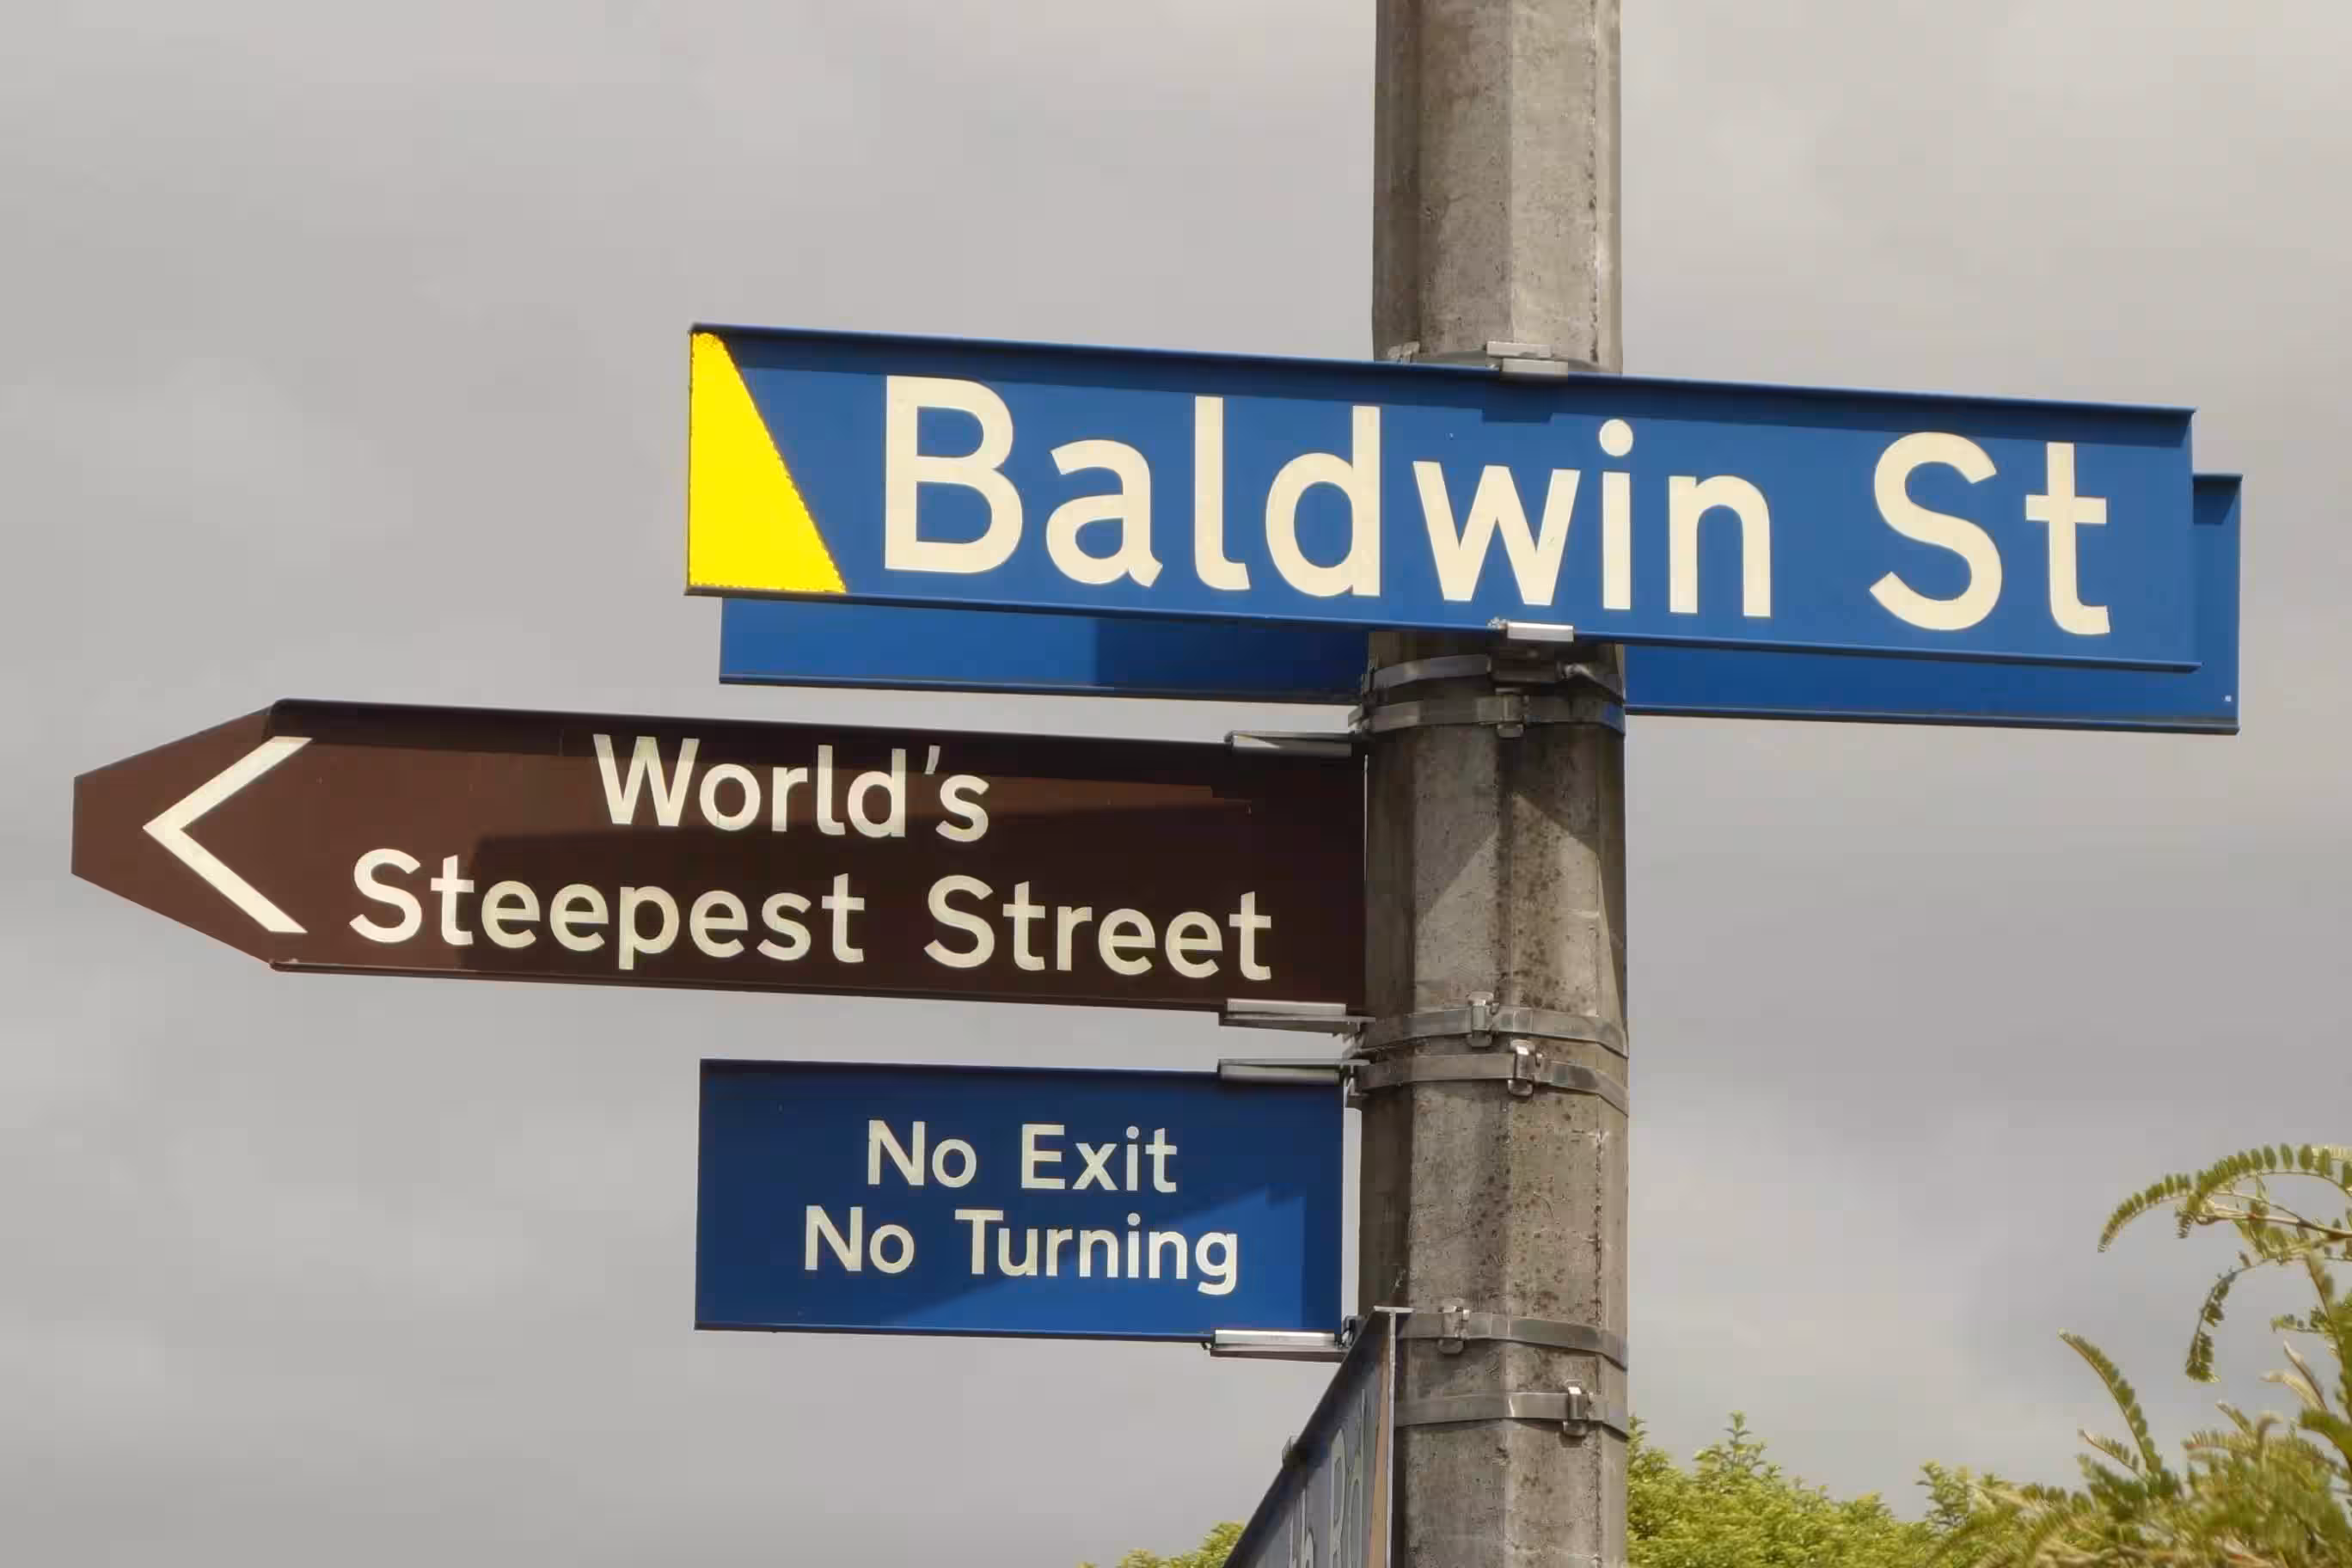 Baldwin St
World's
Steepest Street
No Exit
No Turning